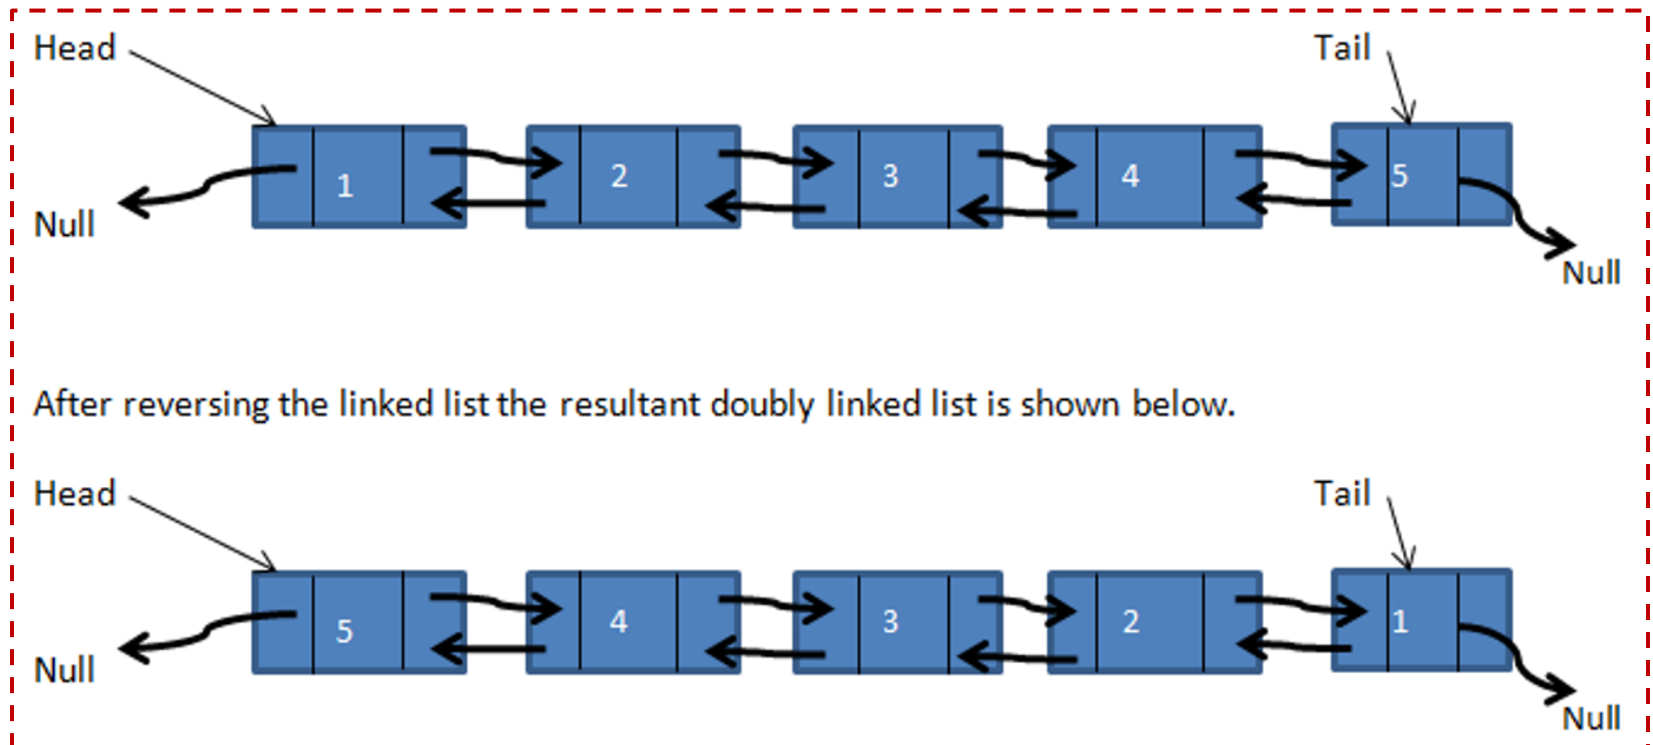 Head Tail
1 2 3 4 5
Null
Null
After reversing the linked list the resultant doubly linked list is shown below.
Head Tail
5 4 3 2 1
Null
Null